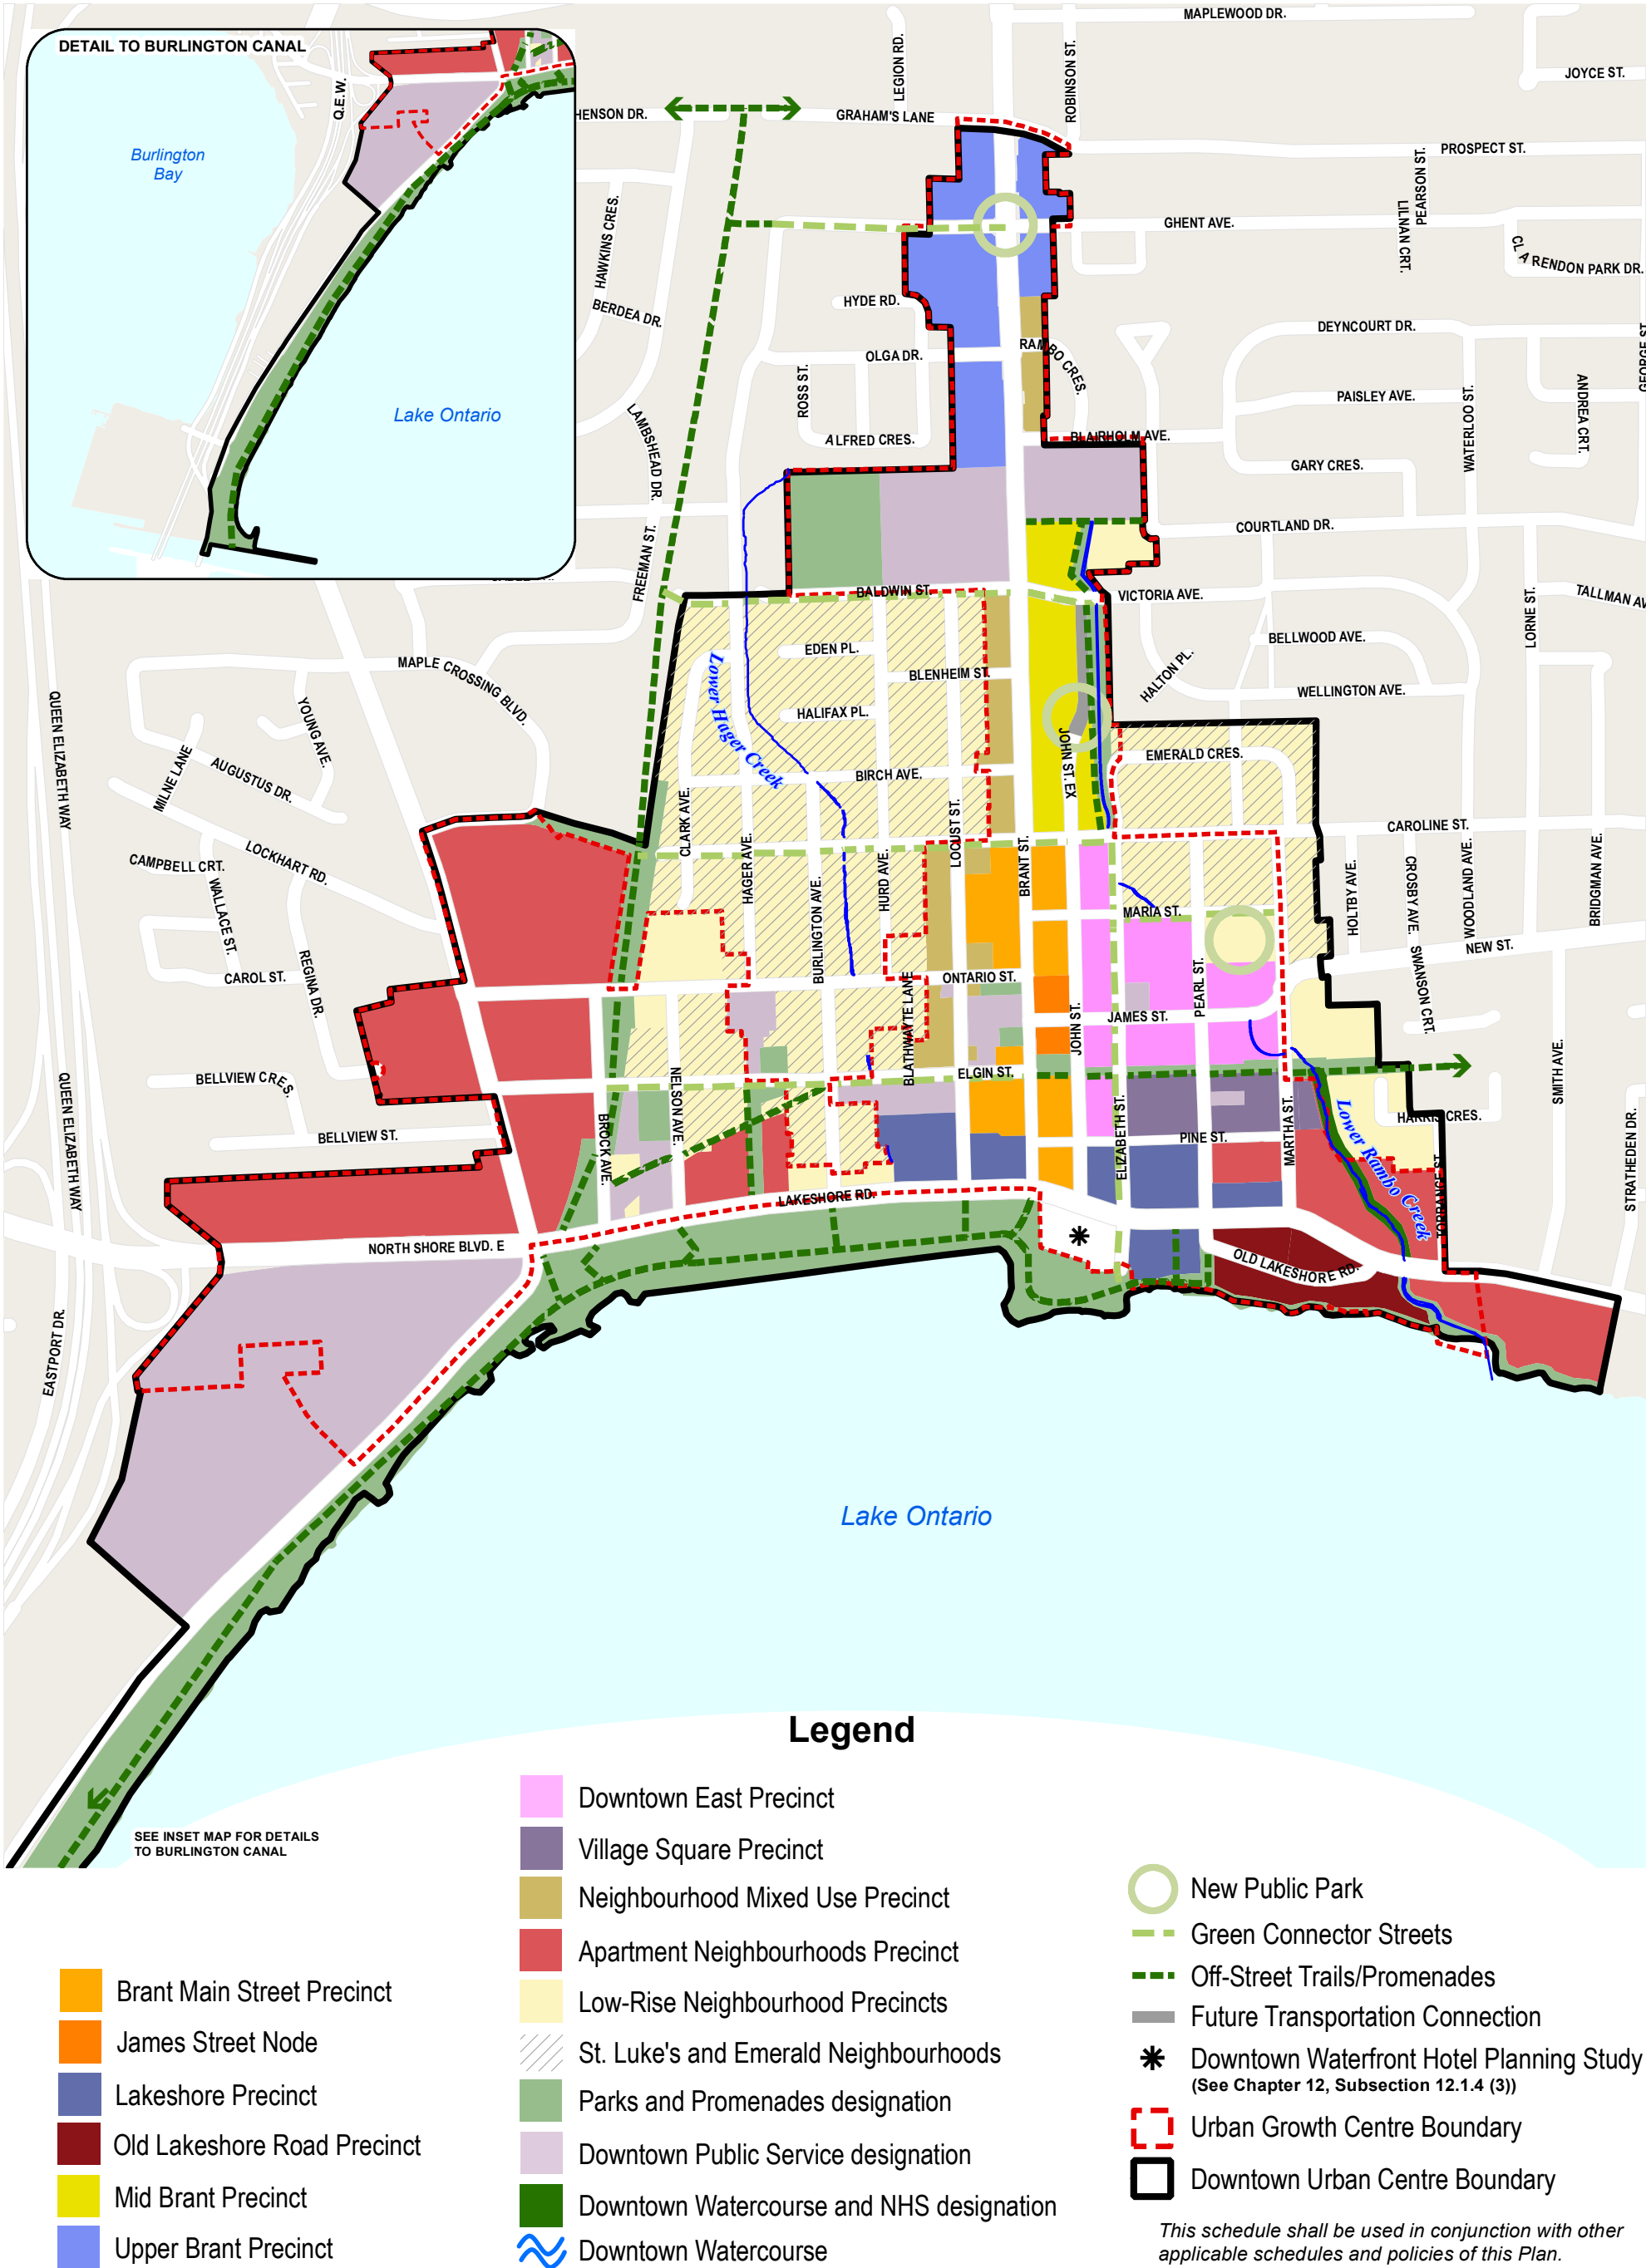 MAPLEWOOD DR.
DETAIL TO BURLINGTON CANAL
LEGION RD.
ROBINSON ST.
JOYCE ST.
Q.E.W.
HENSON DR.
GRAHAM'S LANE
PROSPECT ST.
Burlington
Bay
PEARSON ST.
HAWKINS CRES.
GHENT AVE.
LILNAN CRT.
CLARENDON PARK DR.
HYDE RD.
BERDEA DR.
DEYNCOURT DR.
GEORGE ST.
OLGA DR.
RAMBO CRES.
ROSS ST.
PAISLEY AVE.
WATERLOO ST.
ANDREA CRT.
Lake Ontario
LAMBSHEAD DR.
ALFRED CRES.
BLAIRHOLM AVE.
GARY CRES.
COURTLAND DR.
FREEMAN ST.
BALDWIN ST.
VICTORIA AVE.
TALLMAN AV
LORNE ST.
EDEN PL.
BELLWOOD AVE.
MAPLE CROSSING BLVD.
Lower Hager Creek
BLENHEIM ST.
HALTON PL.
WELLINGTON AVE.
QUEEN ELIZABETH WAY
YOUNG AVE.
HALIFAX PL.
JOHN ST. EX
EMERALD CRES.
MILNE LANE
AUGUSTUS DR.
BIRCH AVE.
CLARK AVE.
LOCUST ST.
CAROLINE ST.
CAMPBELL CRT.
LOCKHART RD.
HAGER AVE.
BRANT ST.
HOLTBY AVE.
CROSBY AVE.
WOODLAND AVE.
BRIDGMAN AVE.
WALLACE ST.
BURLINGTON AVE.
HURD AVE.
MARIA ST.
NEW ST.
CAROL ST.
REGINA DR.
ONTARIO ST.
PEARL ST.
SWANSON CRT.
BLATHWAYTE LANE
JOHN ST.
JAMES ST.
QUEEN ELIZABETH WAY
BELLVIEW CRES.
NELSON AVE.
ELGIN ST.
SMITH AVE.
BELLVIEW ST.
BROCK AVE.
ELIZABETH ST.
PINE ST.
MARTHA ST.
Lower Rambo Creek
HARRIS CRES.
TORRANCE ST.
STRATHEDEN DR.
LAKESHORE RD.
NORTH SHORE BLVD. E
OLD LAKESHORE RD.
EASTPORT DR.
Lake Ontario
SEE INSET MAP FOR DETAILS
TO BURLINGTON CANAL
Legend
Brant Main Street Precinct
James Street Node
Lakeshore Precinct
Old Lakeshore Road Precinct
Mid Brant Precinct
Upper Brant Precinct
Downtown East Precinct
Village Square Precinct
Neighbourhood Mixed Use Precinct
Apartment Neighbourhoods Precinct
Low-Rise Neighbourhood Precincts
St. Luke's and Emerald Neighbourhoods
Parks and Promenades designation
Downtown Public Service designation
Downtown Watercourse and NHS designation
Downtown Watercourse
New Public Park
Green Connector Streets
Off-Street Trails/Promenades
Future Transportation Connection
Downtown Waterfront Hotel Planning Study
(See Chapter 12, Subsection 12.1.4 (3))
Urban Growth Centre Boundary
Downtown Urban Centre Boundary
This schedule shall be used in conjunction with other
applicable schedules and policies of this Plan.